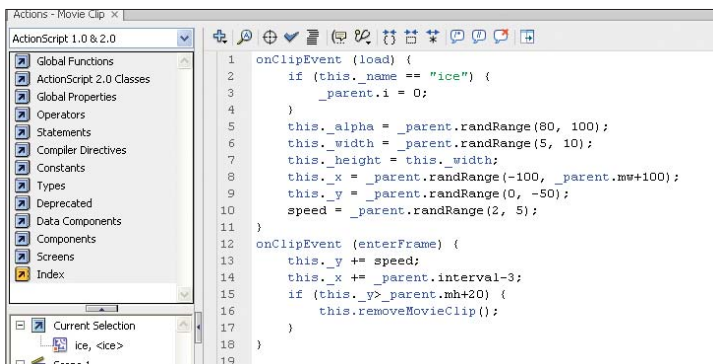 Actions - Movie Clip ×
ActionScript 1.0 & 2.0
Global Functions
ActionScript 2.0 Classes
Global Properties
Operators
Statements
Compiler Directives
Constants
Types
Deprecated
Data Components
Components
Screens
Index
Current Selection
ice, <ice>
Scene 1
1 onClipEvent (load) {
2 if (this._name == "ice") {
3 _parent.i = 0;
4 }
5 this._alpha = _parent.randRange(80, 100);
6 this._width = _parent.randRange(5, 10);
7 this._height = this._width;
8 this._x = _parent.randRange(-100, _parent.mw+100);
9 this._y = _parent.randRange(0, -50);
10 speed = _parent.randRange(2, 5);
11 }
12 onClipEvent (enterFrame) {
13 this._y += speed;
14 this._x += _parent.interval-3;
15 if (this._y>_parent.mh+20) {
16 this.removeMovieClip();
17 }
18 }
19